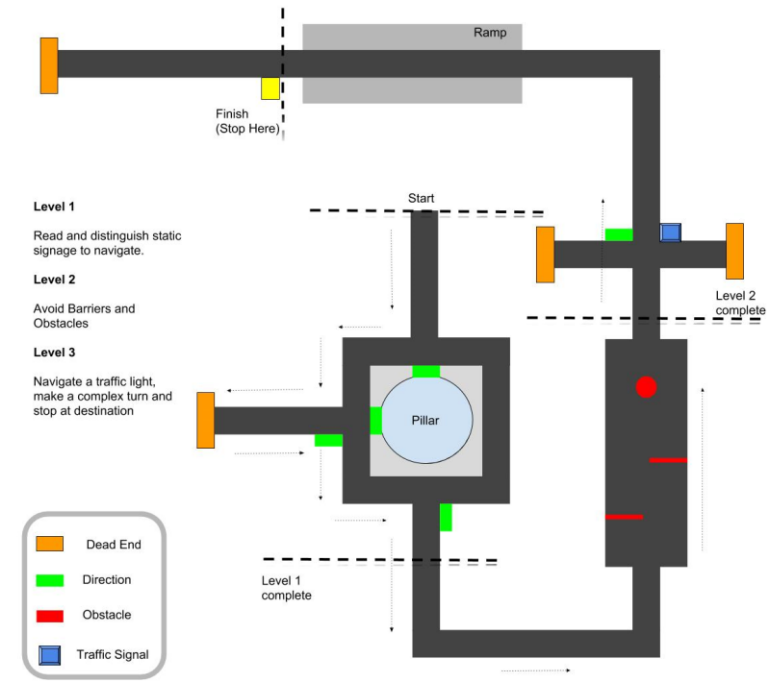 Ramp
Finish
(Stop Here)
Start
Level 1
Read and distinguish static
signage to navigate.
Level 2
Avoid Barriers and
Obstacles
Level 3
Navigate a traffic light,
make a complex turn and
stop at destination
Level 2
complete
Pillar
Level 1
complete
Dead End
Direction
Obstacle
Traffic Signal